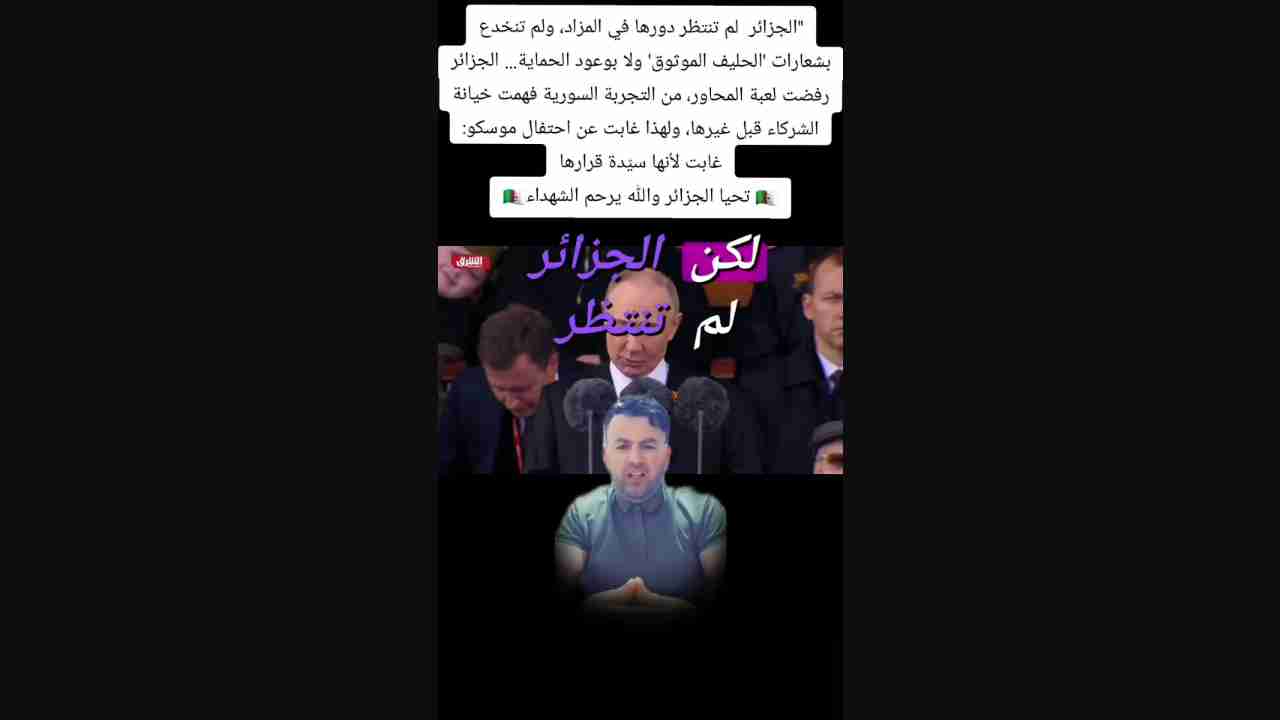 "الجزائر لم تنتظر دورها في المزاد، ولم تنخدع
بشعارات 'الحليف الموثوق' ولا بوعود الحماية... الجزائر
رفضت لعبة المحاور، من التجربة السورية فهمت خيانة
الشركاء قبل غيرها، ولهذا غابت عن احتفال موسكو:
غابت لأنها سيّدة قرارها
🇩🇿 تحيا الجزائر والله يرحم الشهداء 🇩🇿
لكن الجزائر
لم تنتظر
الشرق